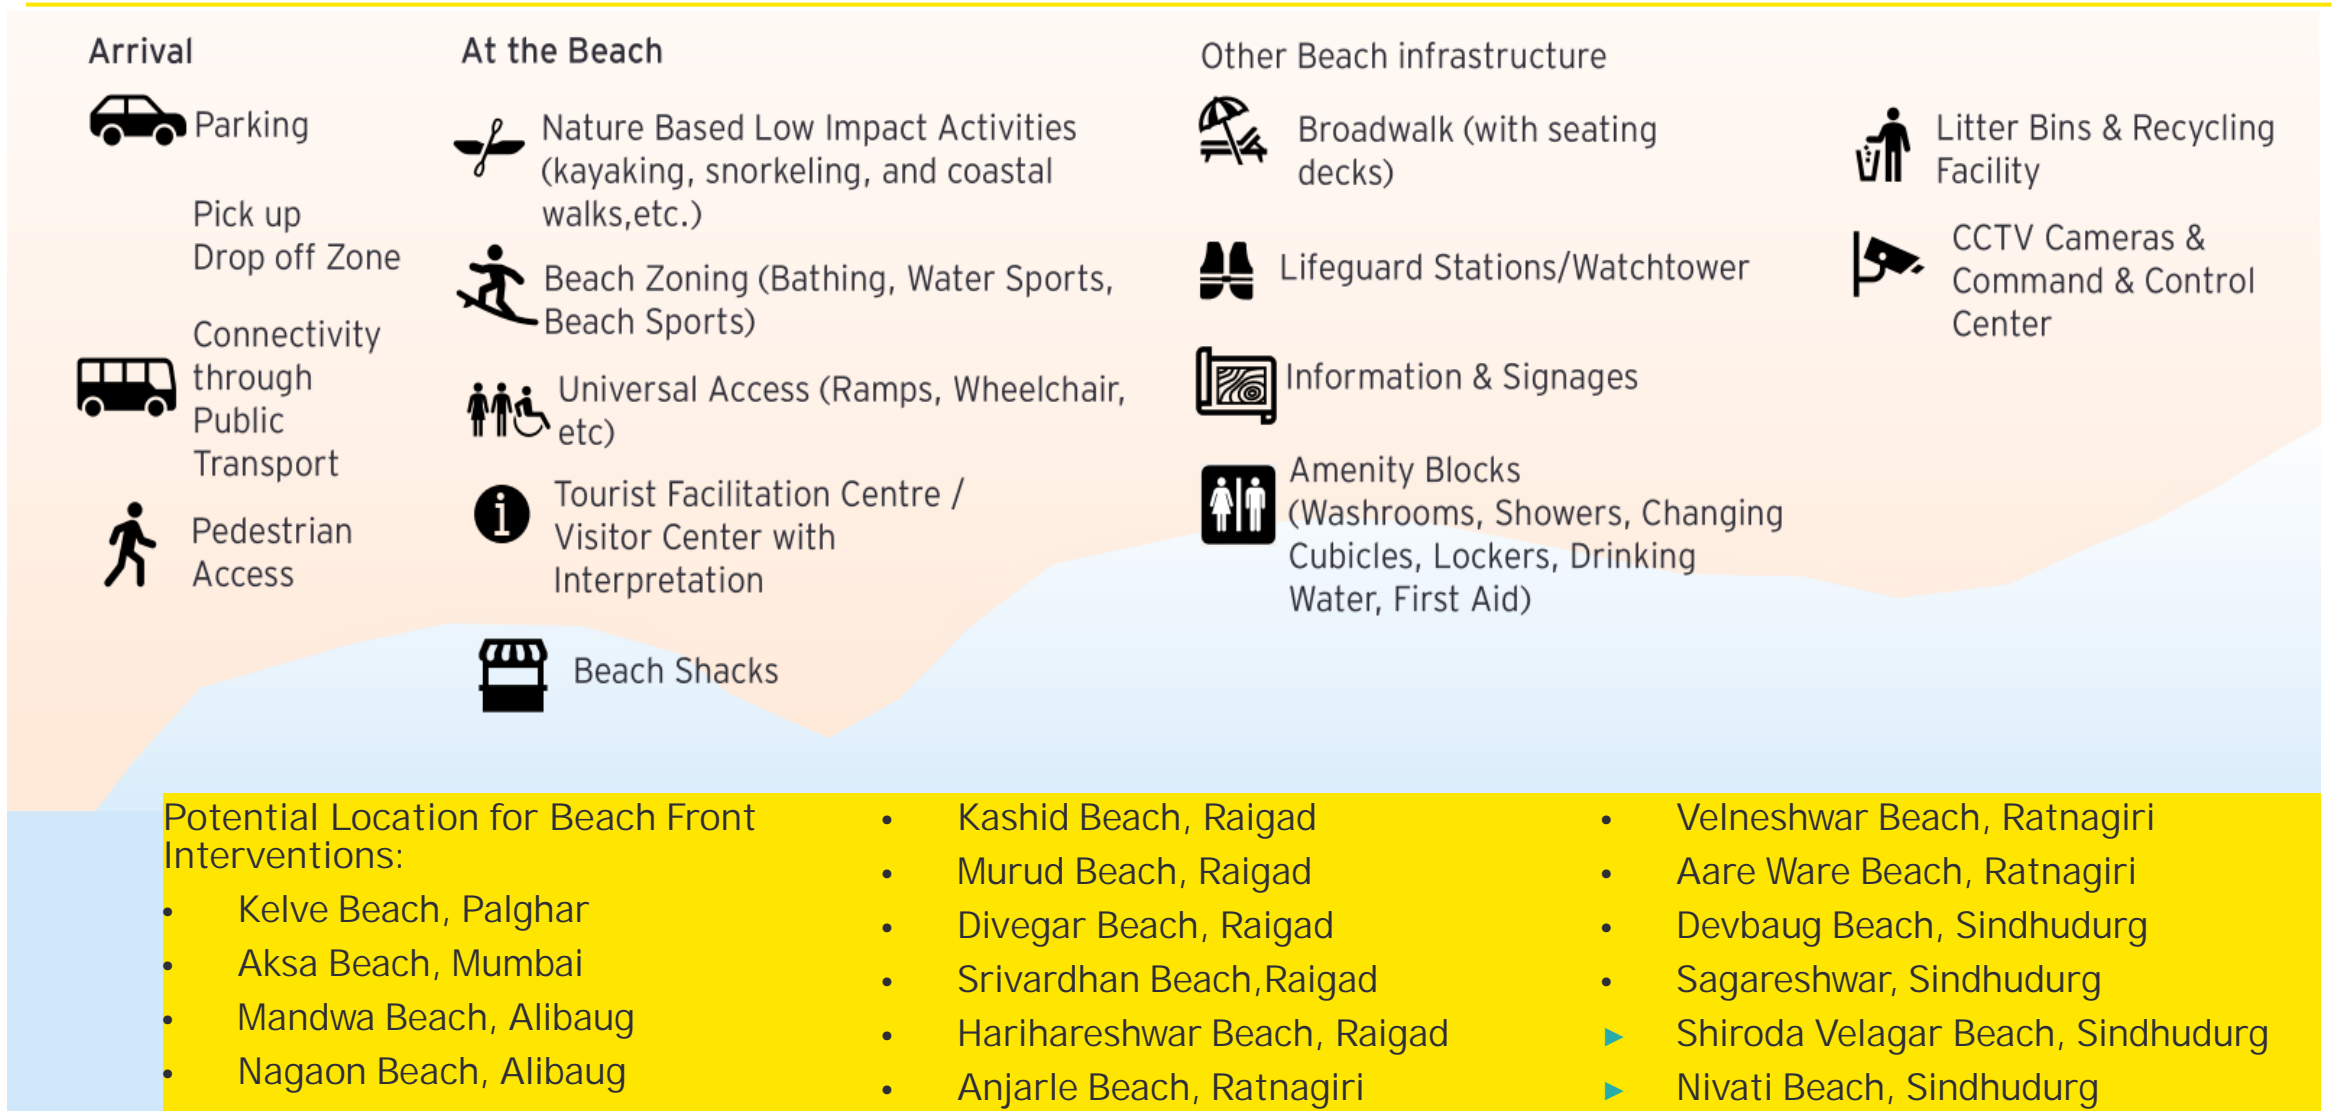 Arrival
Parking
Pick up
Drop off Zone
Connectivity
through
Public
Transport
Pedestrian
Access
At the Beach
Nature Based Low Impact Activities
(kayaking, snorkeling, and coastal
walks,etc.)
Beach Zoning (Bathing, Water Sports,
Beach Sports)
Universal Access (Ramps, Wheelchair,
etc)
Tourist Facilitation Centre /
Visitor Center with
Interpretation
Beach Shacks
Other Beach infrastructure
Broadwalk (with seating
decks)
Lifeguard Stations/Watchtower
Information & Signages
Amenity Blocks
(Washrooms, Showers, Changing
Cubicles, Lockers, Drinking
Water, First Aid)
Litter Bins & Recycling
Facility
CCTV Cameras &
Command & Control
Center
Potential Location for Beach Front
Interventions:
• Kelve Beach, Palghar
• Aksa Beach, Mumbai
• Mandwa Beach, Alibaug
• Nagaon Beach, Alibaug
• Kashid Beach, Raigad
• Murud Beach, Raigad
• Divegar Beach, Raigad
• Srivardhan Beach,Raigad
• Harihareshwar Beach, Raigad
• Anjarle Beach, Ratnagiri
• Velneshwar Beach, Ratnagiri
• Aare Ware Beach, Ratnagiri
• Devbaug Beach, Sindhudurg
• Sagareshwar, Sindhudurg
► Shiroda Velagar Beach, Sindhudurg
► Nivati Beach, Sindhudurg